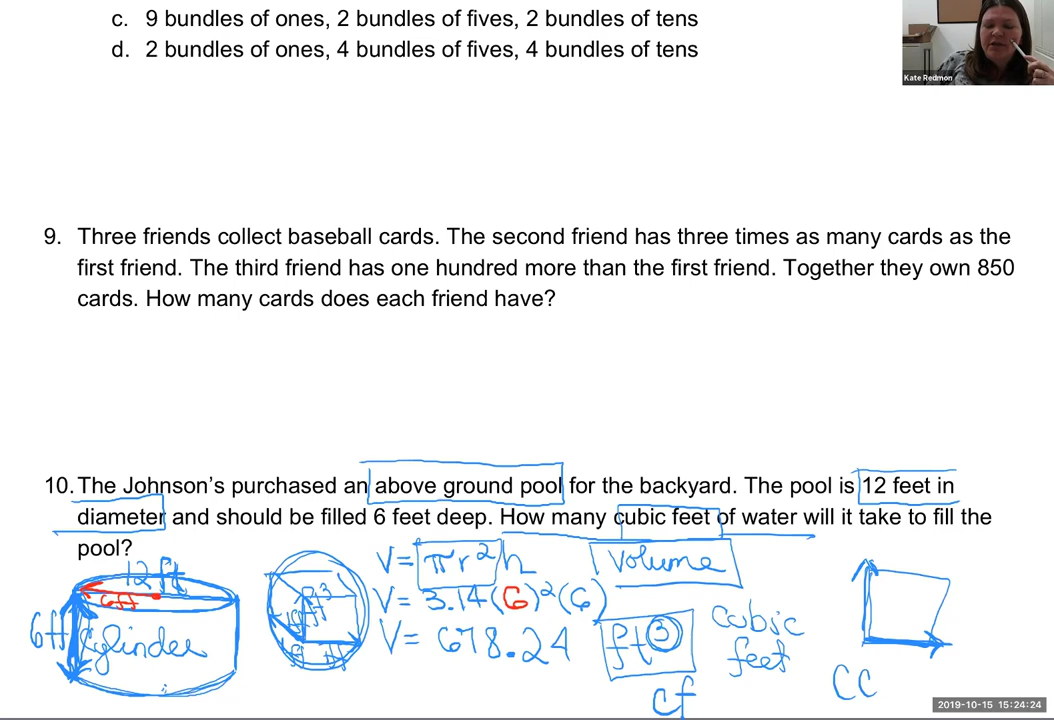 c. 9 bundles of ones, 2 bundles of fives, 2 bundles of tens
d. 2 bundles of ones, 4 bundles of fives, 4 bundles of tens
Kate Redmon
9. Three friends collect baseball cards. The second friend has three times as many cards as the
first friend. The third friend has one hundred more than the first friend. Together they own 850
cards. How many cards does each friend have?
10. The Johnson's purchased an above ground pool for the backyard. The pool is 12 feet in
diameter and should be filled 6 feet deep. How many cubic feet of water will it take to fill the
pool?
V = πr²h
Volume
12 ft
6ft
V = 3.14(6)²(6)
6ft
Cylinder
V = 678.24 ft³
cubic
feet
cf
CC
2019-10-15 15:24:24